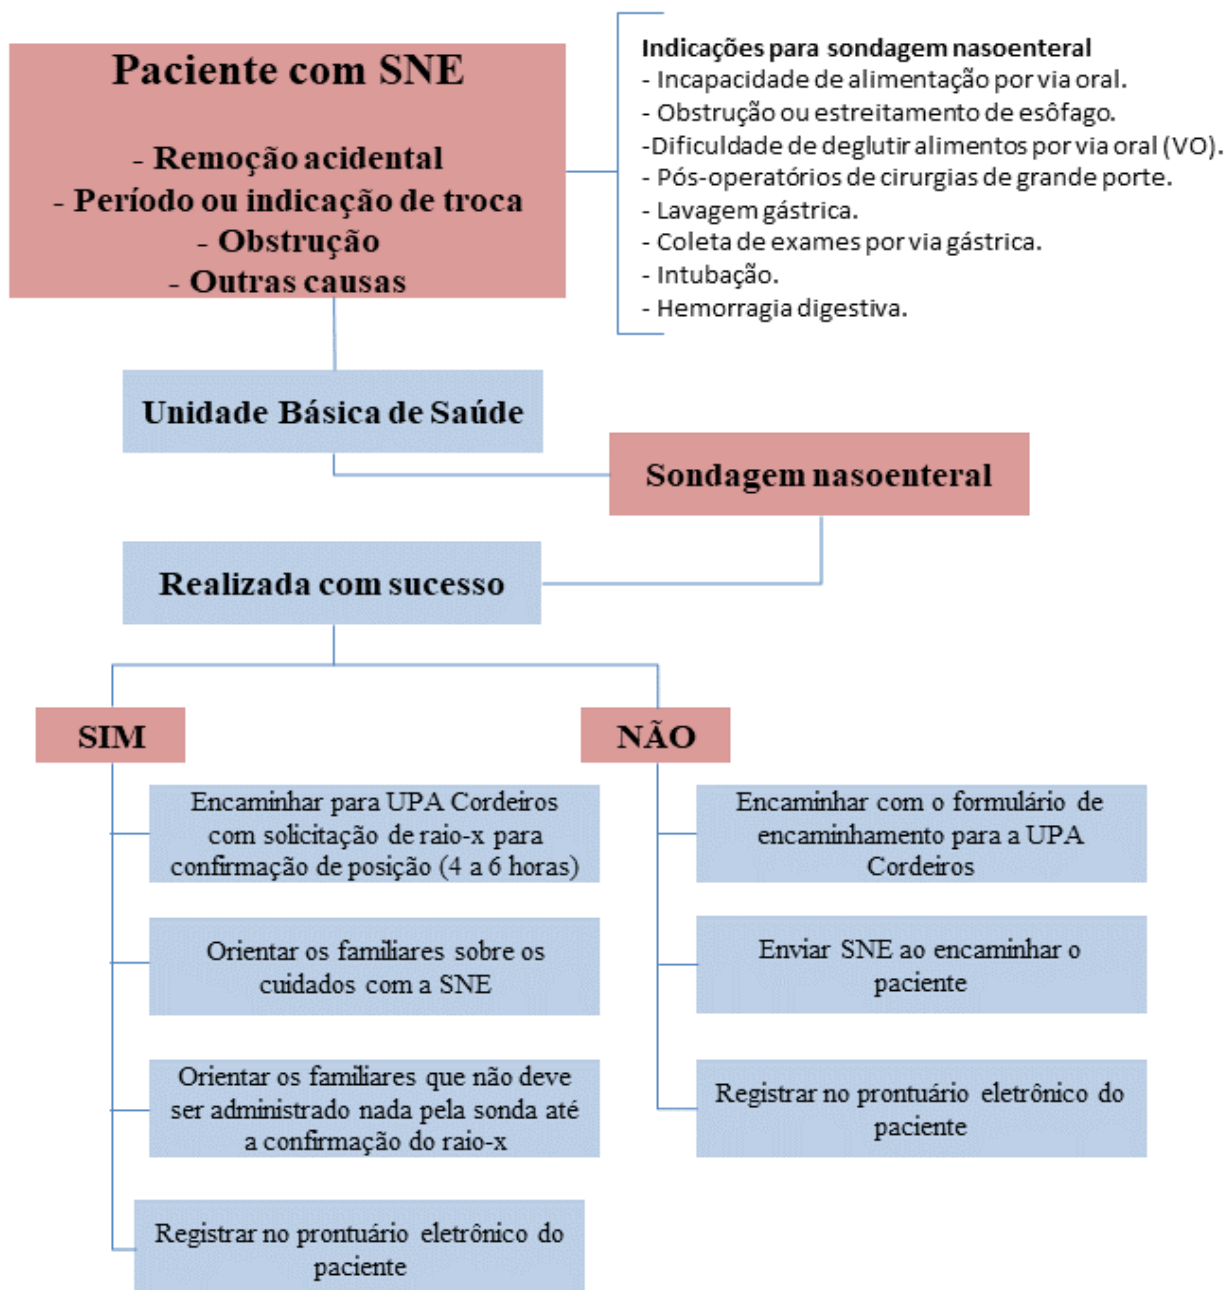 Paciente com SNE
- Remoção acidental
- Período ou indicação de troca
- Obstrução
- Outras causas
Indicações para sondagem nasoenteral
- Incapacidade de alimentação por via oral.
- Obstrução ou estreitamento de esôfago.
-Dificuldade de deglutir alimentos por via oral (VO).
- Pós-operatórios de cirurgias de grande porte.
- Lavagem gástrica.
- Coleta de exames por via gástrica.
- Intubação.
- Hemorragia digestiva.
Unidade Básica de Saúde
Sondagem nasoenteral
Realizada com sucesso
SIM
Encaminhar para UPA Cordeiros
com solicitação de raio-x para
confirmação de posição (4 a 6 horas)
Orientar os familiares sobre os
cuidados com a SNE
Orientar os familiares que não deve
ser administrado nada pela sonda até
a confirmação do raio-x
Registrar no prontuário eletrônico do
paciente
NÃO
Encaminhar com o formulário de
encaminhamento para a UPA
Cordeiros
Enviar SNE ao encaminhar o
paciente
Registrar no prontuário eletrônico do
paciente